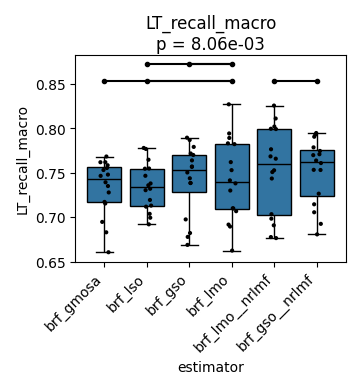 LT_recall_macro
p = 8.06e-03
LT_recall_macro
0.85
0.80
0.75
0.70
0.65
brf_gmosa
brf_lso
brf_gso
brf_lmo
brf_lmo__nrlmf
brf_gso__nrlmf
estimator